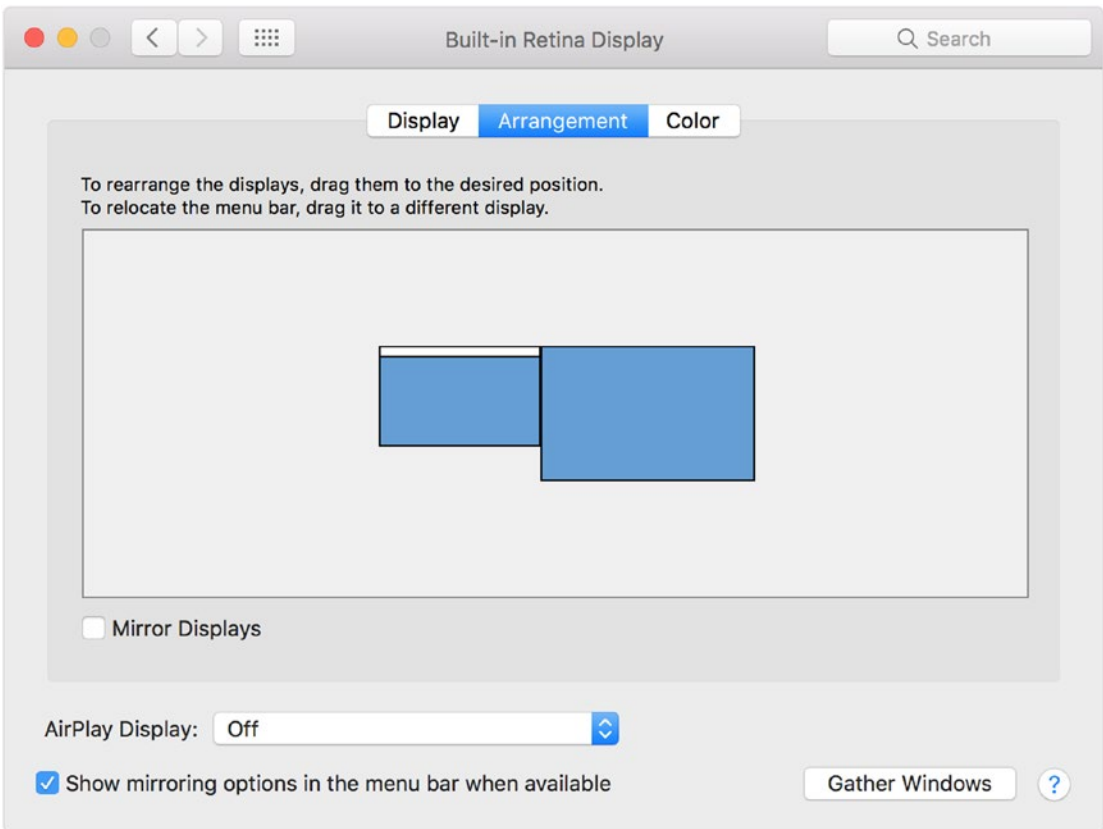 Built-in Retina Display
Search
Display Arrangement Color
To rearrange the displays, drag them to the desired position.
To relocate the menu bar, drag it to a different display.
Mirror Displays
AirPlay Display: Off
Show mirroring options in the menu bar when available
Gather Windows ?